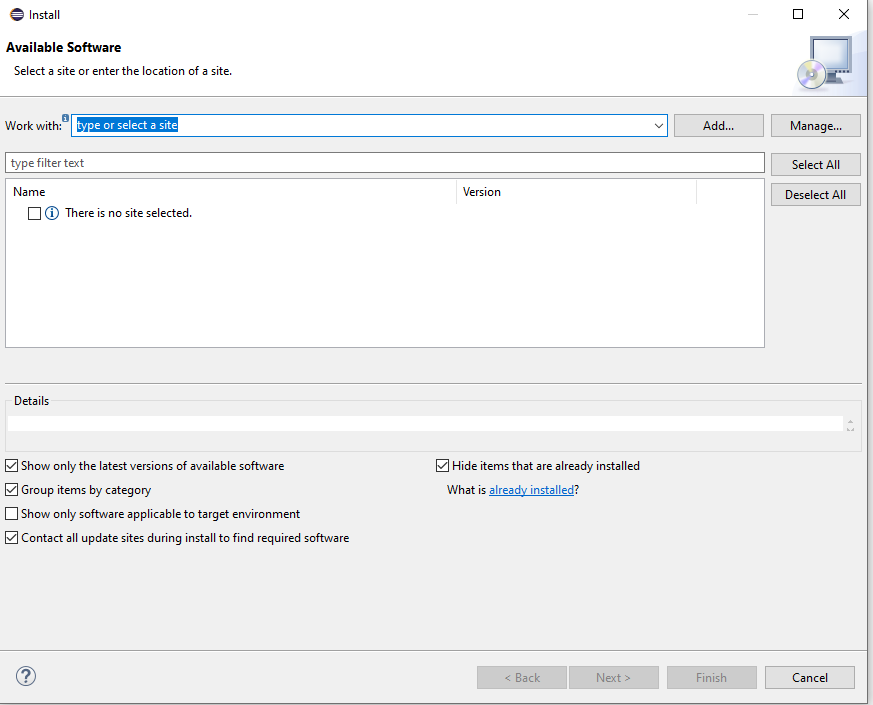 Install
Available Software
Select a site or enter the location of a site.
Work with: type or select a site Add... Manage...
type filter text Select All
Name Version Deselect All
There is no site selected.
Details
Show only the latest versions of available software Hide items that are already installed
Group items by category What is already installed?
Show only software applicable to target environment
Contact all update sites during install to find required software
? < Back Next > Finish Cancel